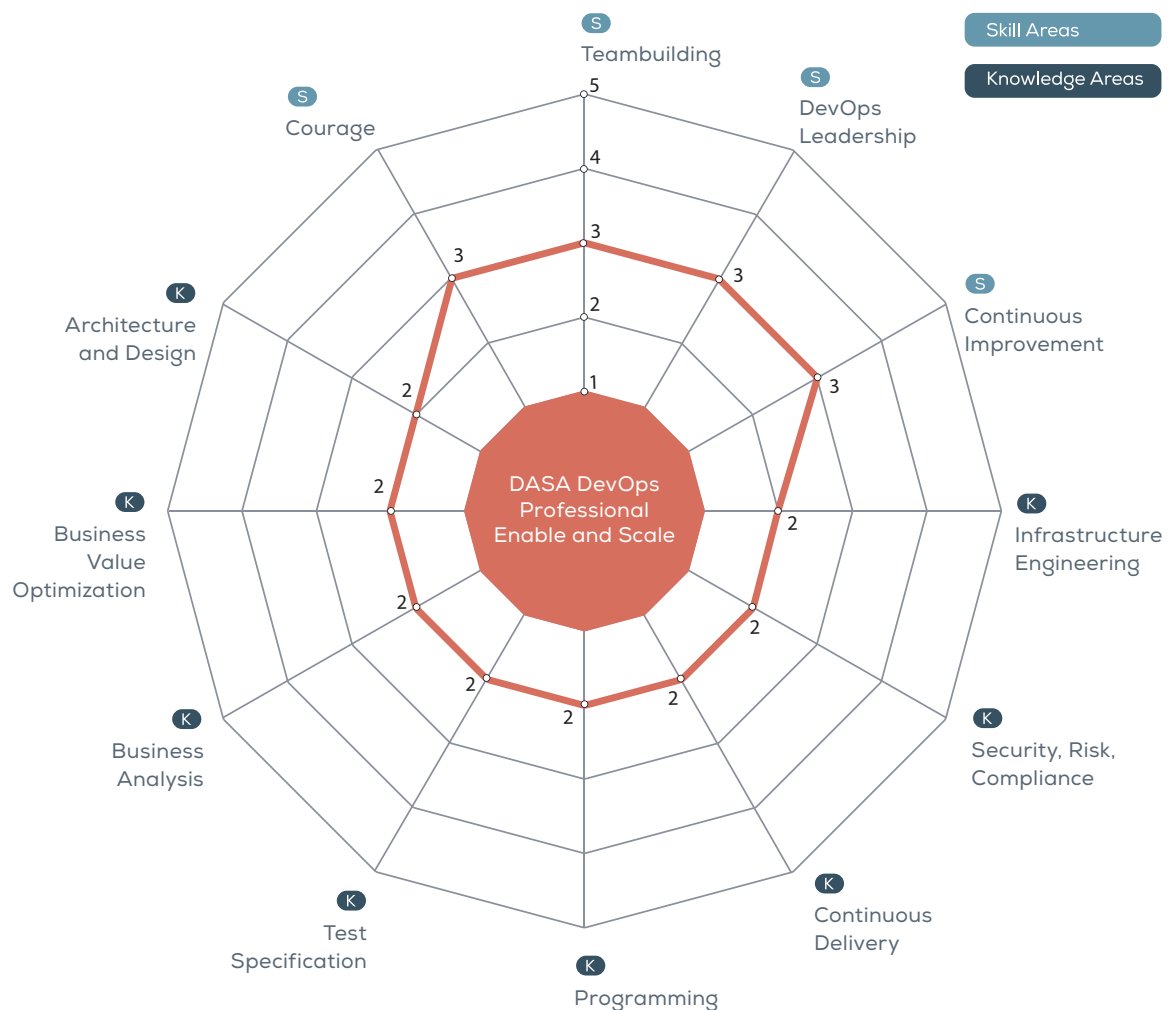 S
Teambuilding
Skill Areas
Knowledge Areas
S
DevOps
Leadership
S
Courage
5
4
3
3
3
2
1
S
Continuous
Improvement
3
K
Architecture
and Design
2
DASA DevOps
Professional
Enable and Scale
K
Business
Value
Optimization
2
2
K
Infrastructure
Engineering
2
2
K
Business
Analysis
2
2
2
K
Security, Risk,
Compliance
K
Test
Specification
K
Continuous
Delivery
K
Programming